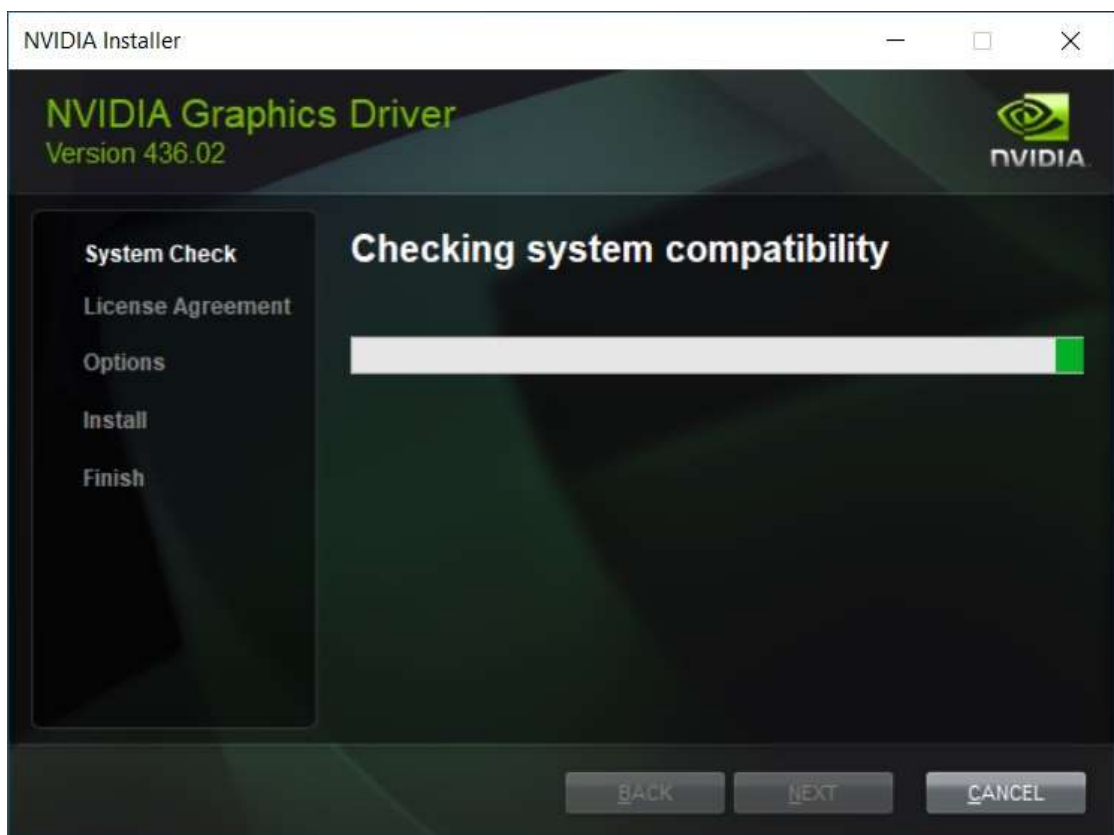 NVIDIA Installer
NVIDIA Graphics Driver
Version 436.02
NVIDIA
System Check
License Agreement
Options
Install
Finish
Checking system compatibility
BACK
NEXT
CANCEL